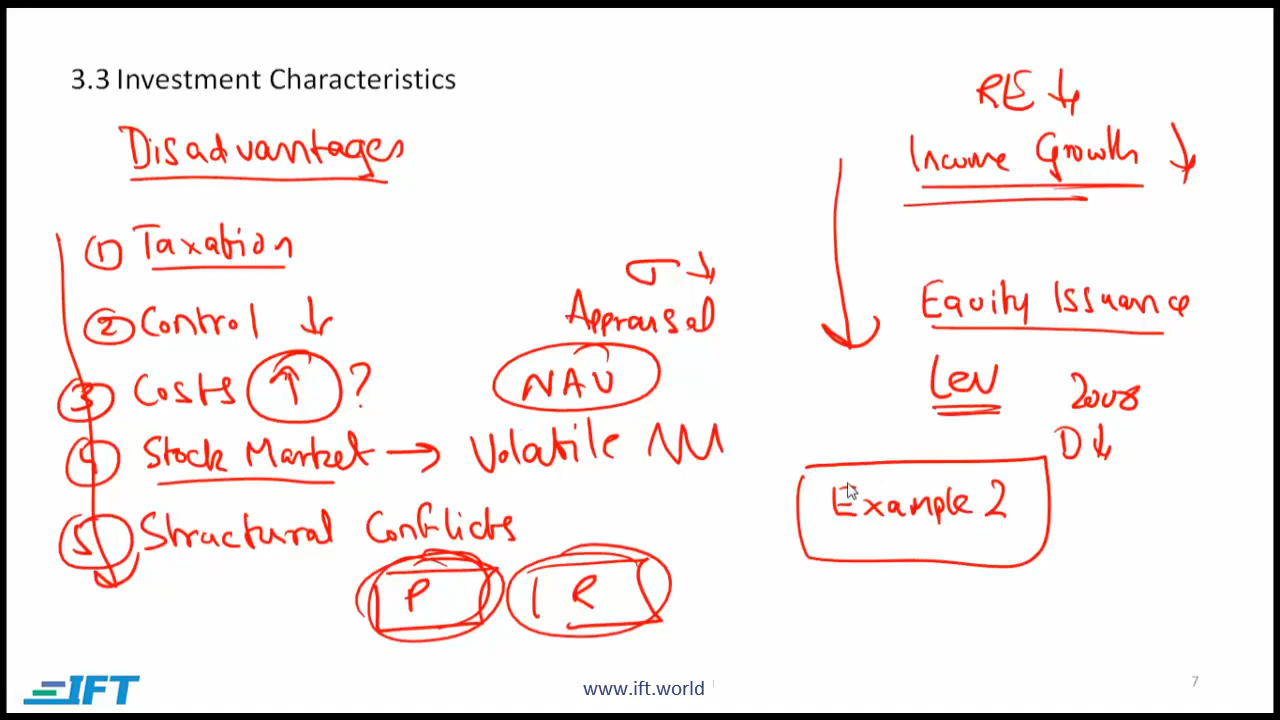 3.3 Investment Characteristics
Disadvantages
① Taxation
② Control ↓
③ Costs ↑ ?
④ Stock Market → Volatile
⑤ Structural Conflicts
P R
σ ↓
Appraisal
NAV
RE ↓
Income Growth ↓
Equity Issuance
Lev
2008
D ↓
Example 2
IFT
www.ift.world
7